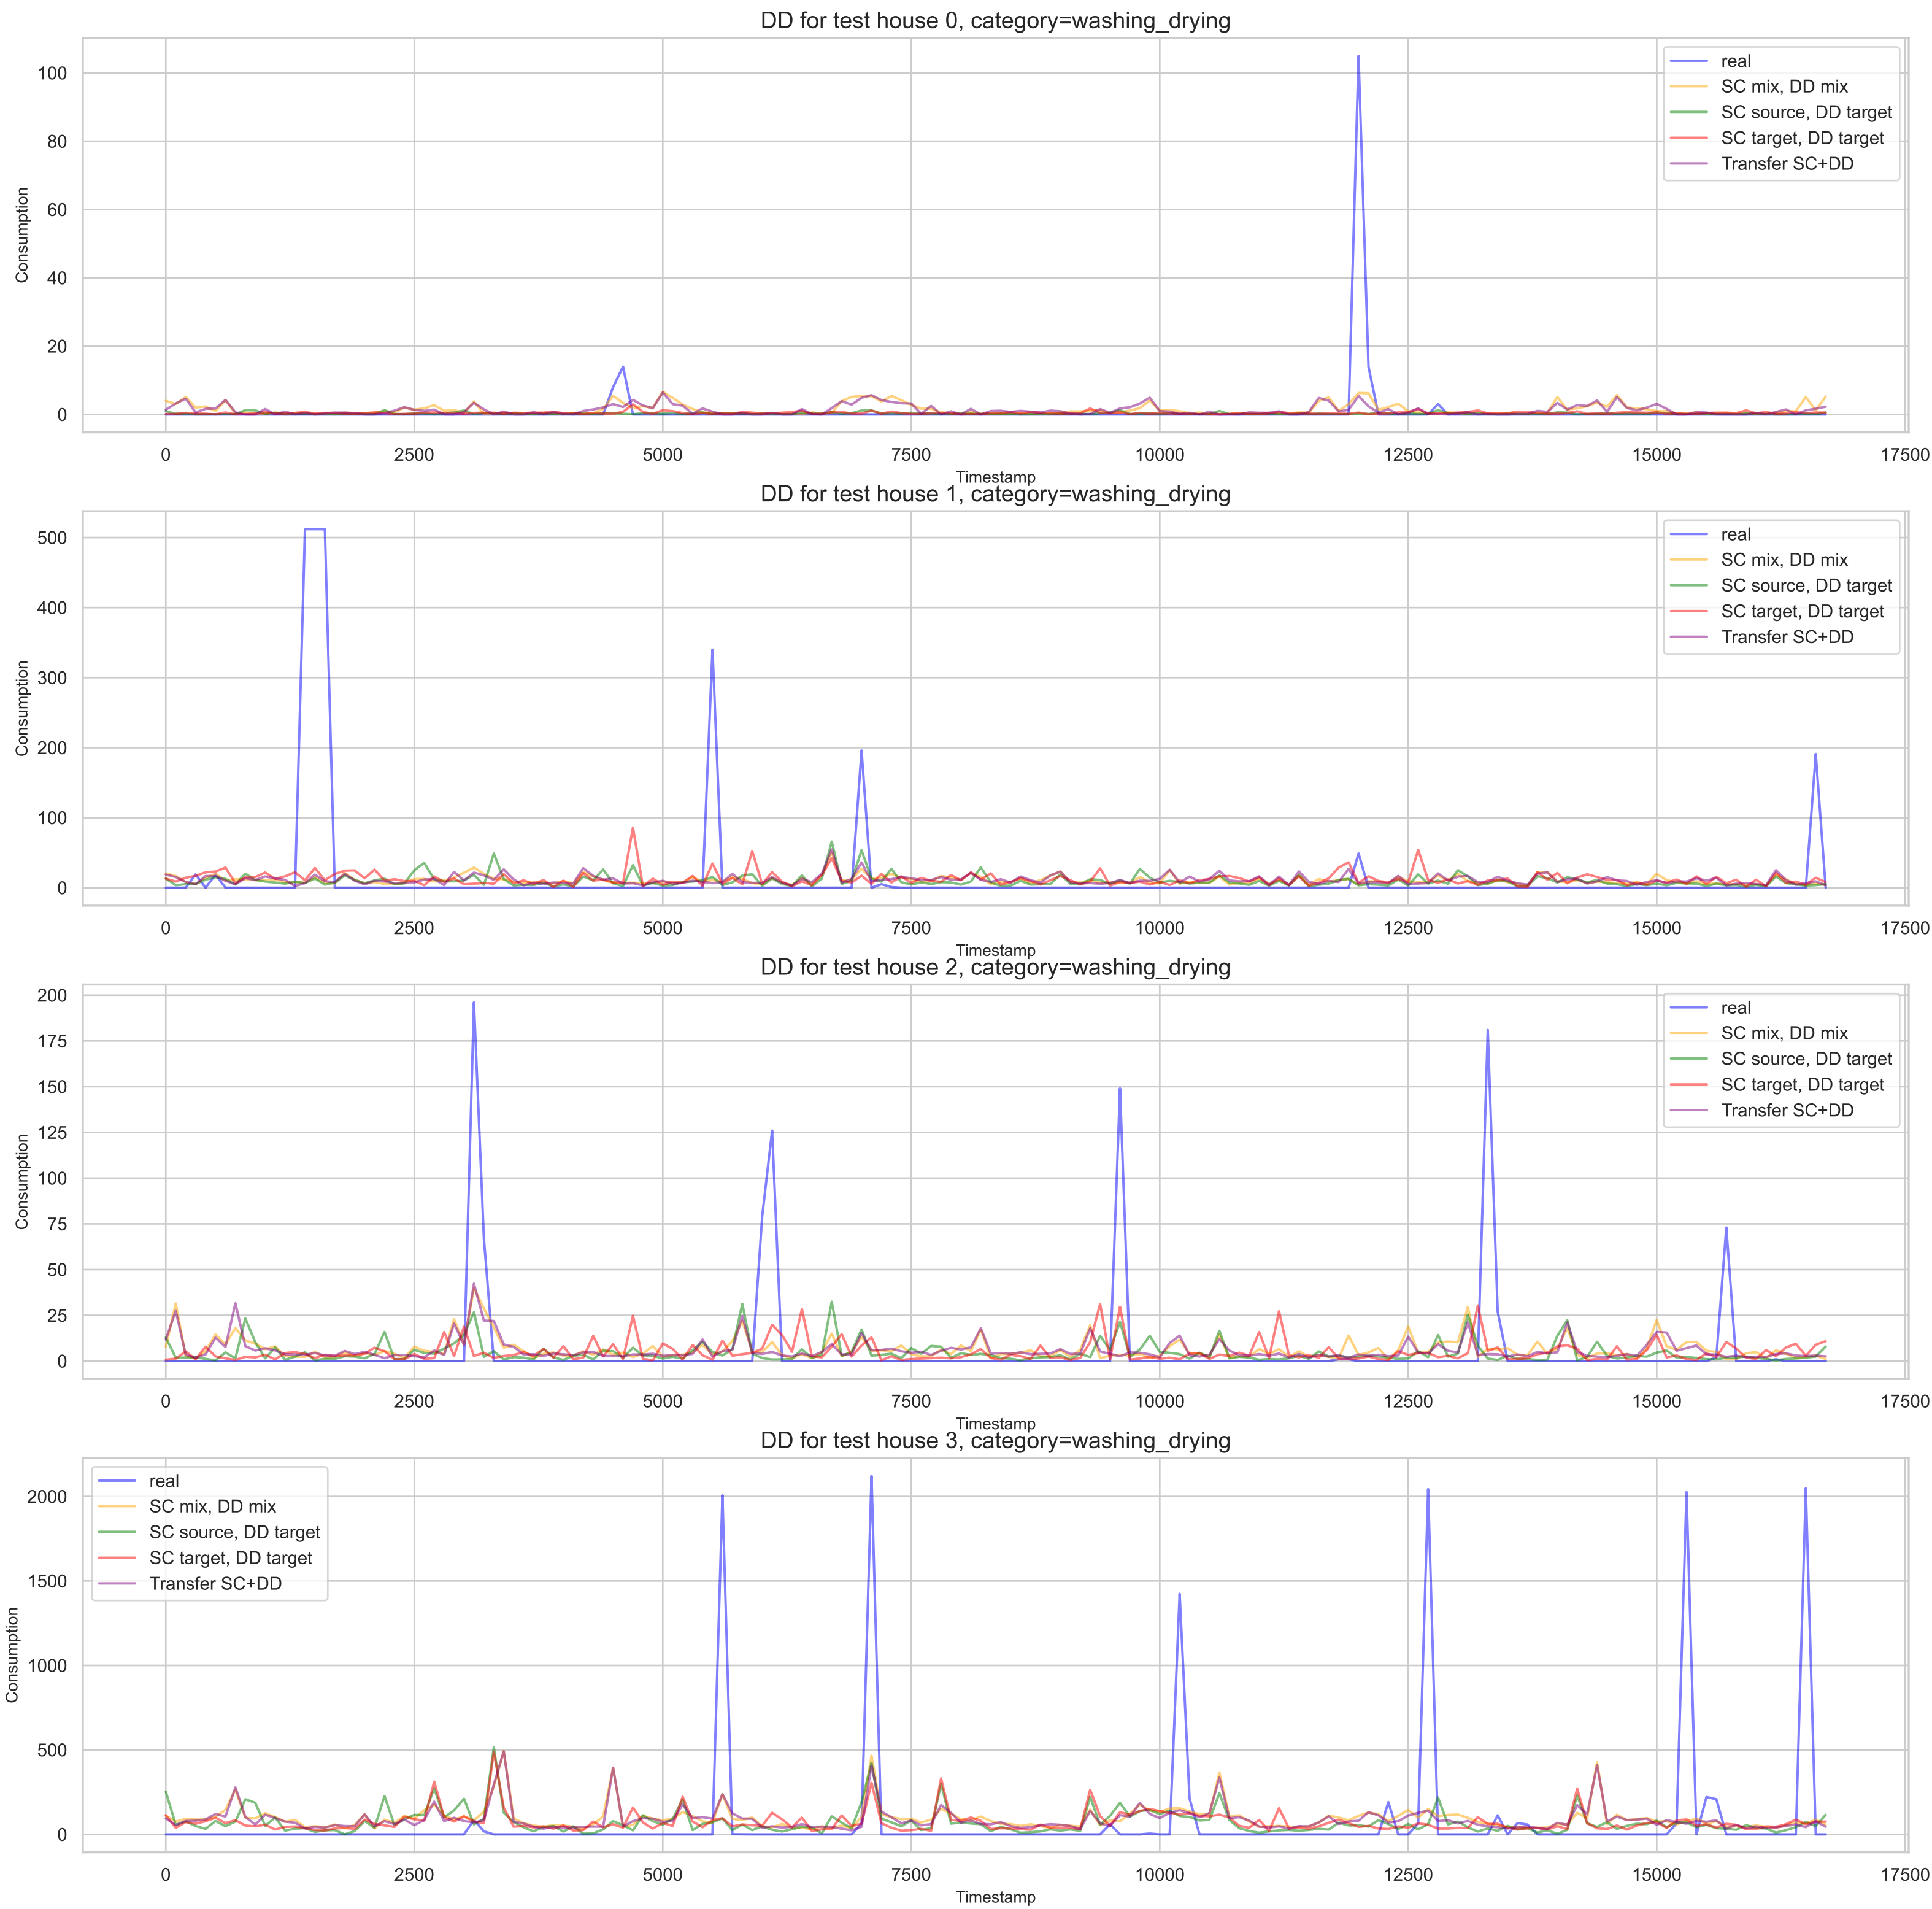 DD for test house 0, category=washing_drying
100
80
60
40
20
0
Consumption
real
SC mix, DD mix
SC source, DD target
SC target, DD target
Transfer SC+DD
0 2500 5000 7500 10000 12500 15000 17500
Timestamp
DD for test house 1, category=washing_drying
500
400
300
200
100
0
Consumption
real
SC mix, DD mix
SC source, DD target
SC target, DD target
Transfer SC+DD
0 2500 5000 7500 10000 12500 15000 17500
Timestamp
DD for test house 2, category=washing_drying
200
175
150
125
100
75
50
25
0
Consumption
real
SC mix, DD mix
SC source, DD target
SC target, DD target
Transfer SC+DD
0 2500 5000 7500 10000 12500 15000 17500
Timestamp
DD for test house 3, category=washing_drying
2000
1500
1000
500
0
Consumption
real
SC mix, DD mix
SC source, DD target
SC target, DD target
Transfer SC+DD
0 2500 5000 7500 10000 12500 15000 17500
Timestamp